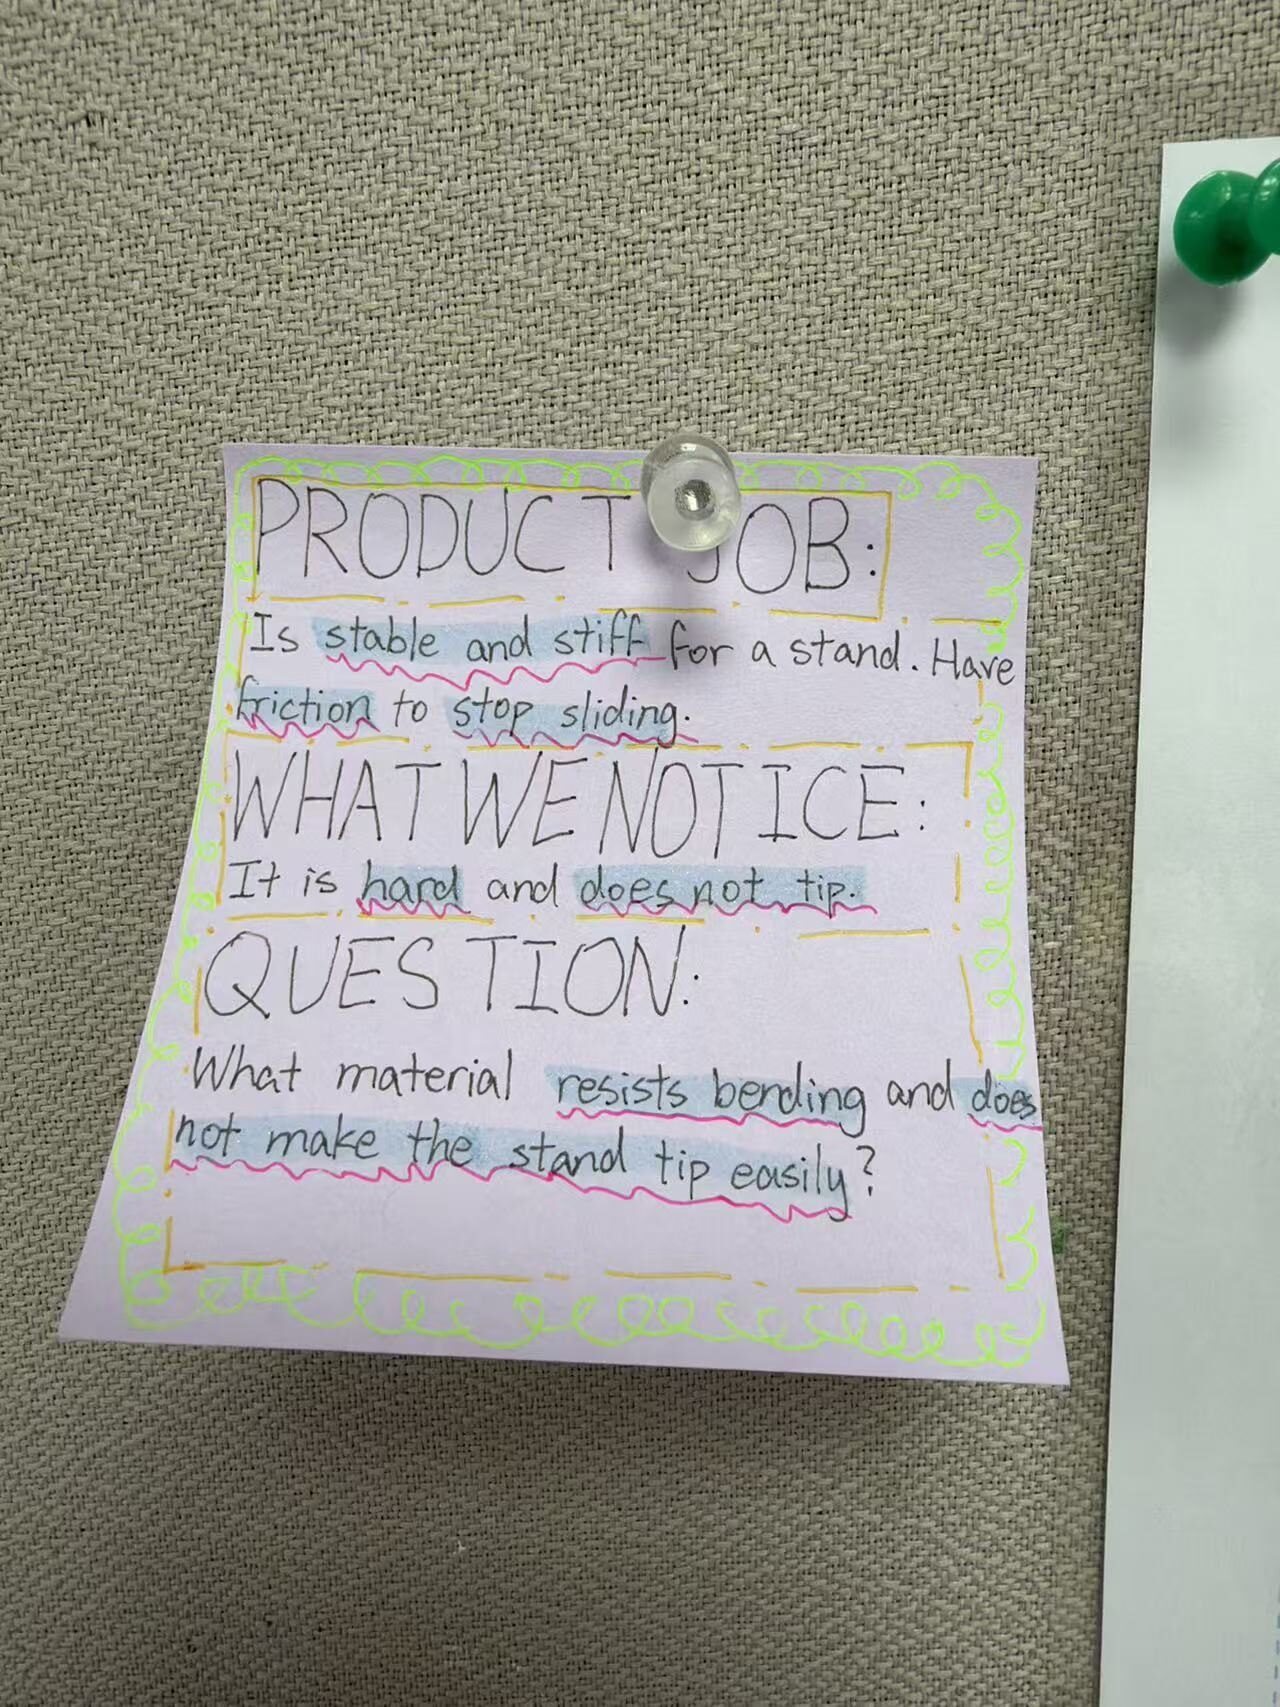 PRODUCT JOB:
Is stable and stiff for a stand. Have
friction to stop sliding.
WHAT WE NOTICE:
It is hard and does not tip.
QUESTION:
What material resists bending and does
not make the stand tip easily?